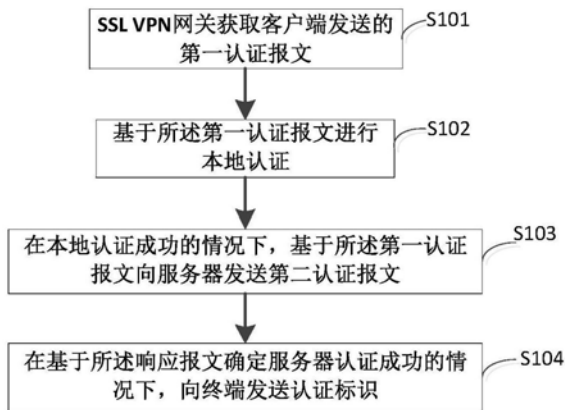 SSL VPN网关获取客户端发送的
第一认证报文
S101
基于所述第一认证报文进行
本地认证
S102
在本地认证成功的情况下，基于所述第一认证
报文向服务器发送第二认证报文
S103
在基于所述响应报文确定服务器认证成功的情
况下，向终端发送认证标识
S104